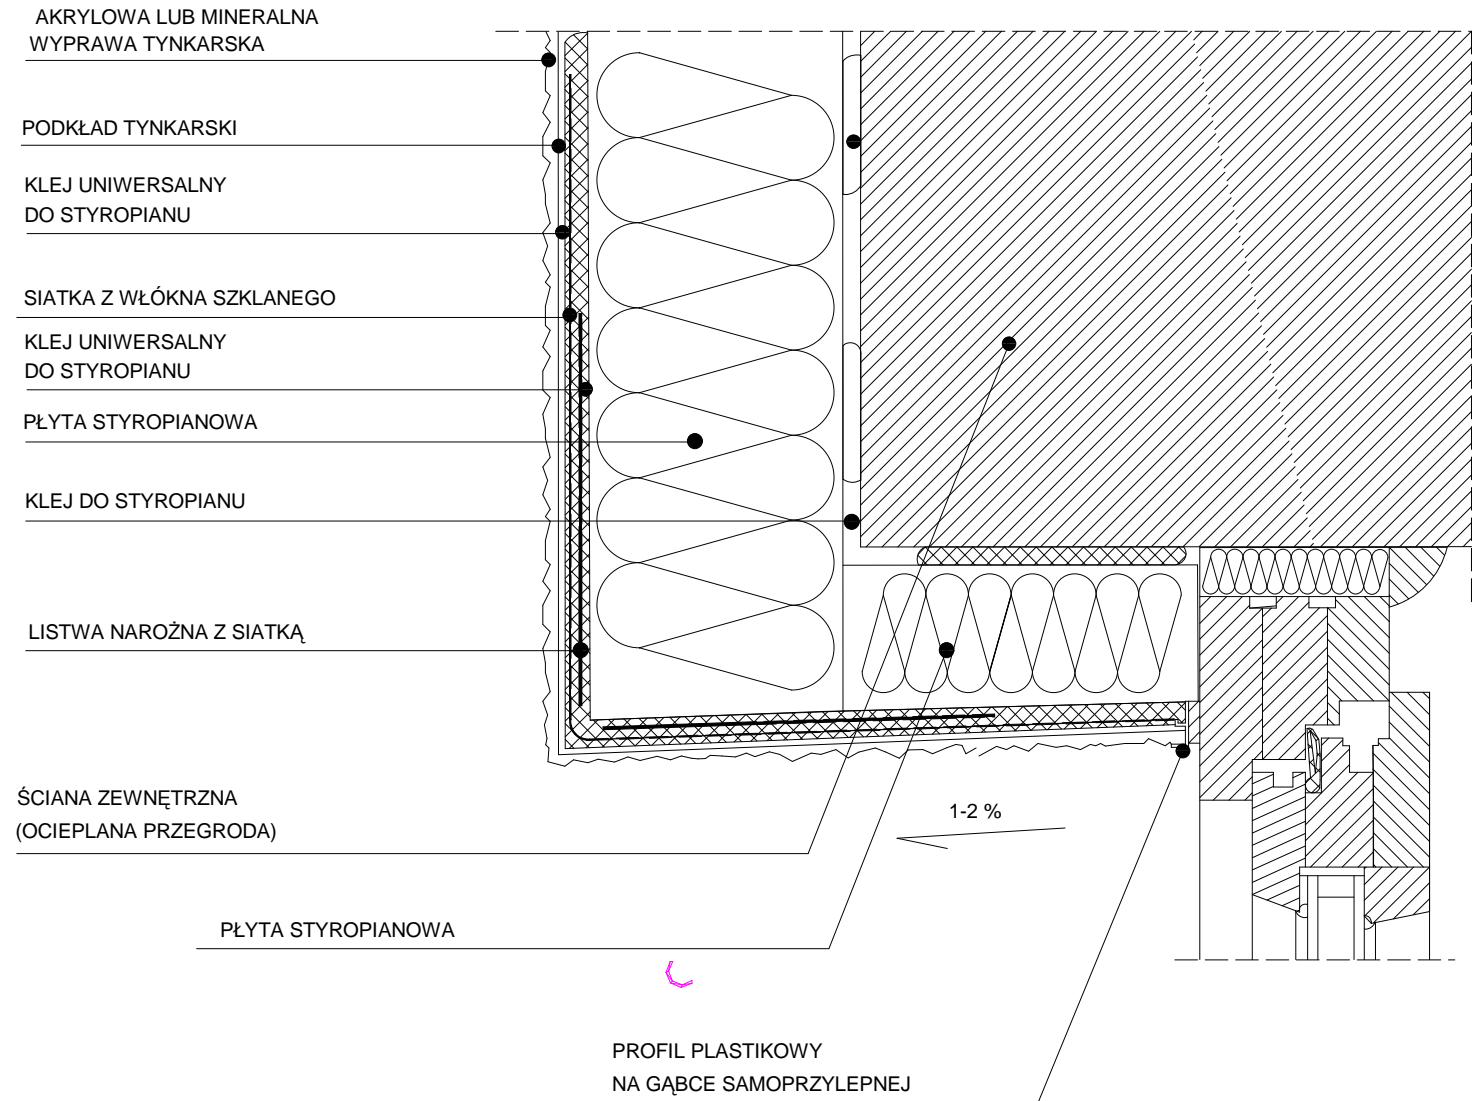 AKRYLOWA LUB MINERALNA
WYPRAWA TYNKARSKA
PODKŁAD TYNKARSKI
KLEJ UNIWERSALNY
DO STYROPIANU
SIATKA Z WŁÓKNA SZKLANEGO
KLEJ UNIWERSALNY
DO STYROPIANU
PŁYTA STYROPIANOWA
KLEJ DO STYROPIANU
LISTWA NAROŻNA Z SIATKĄ
ŚCIANA ZEWNĘTRZNA
(OCIEPLANA PRZEGRODA)
1-2 %
PŁYTA STYROPIANOWA
PROFIL PLASTIKOWY
NA GĄBCE SAMOPRZYLEPNEJ